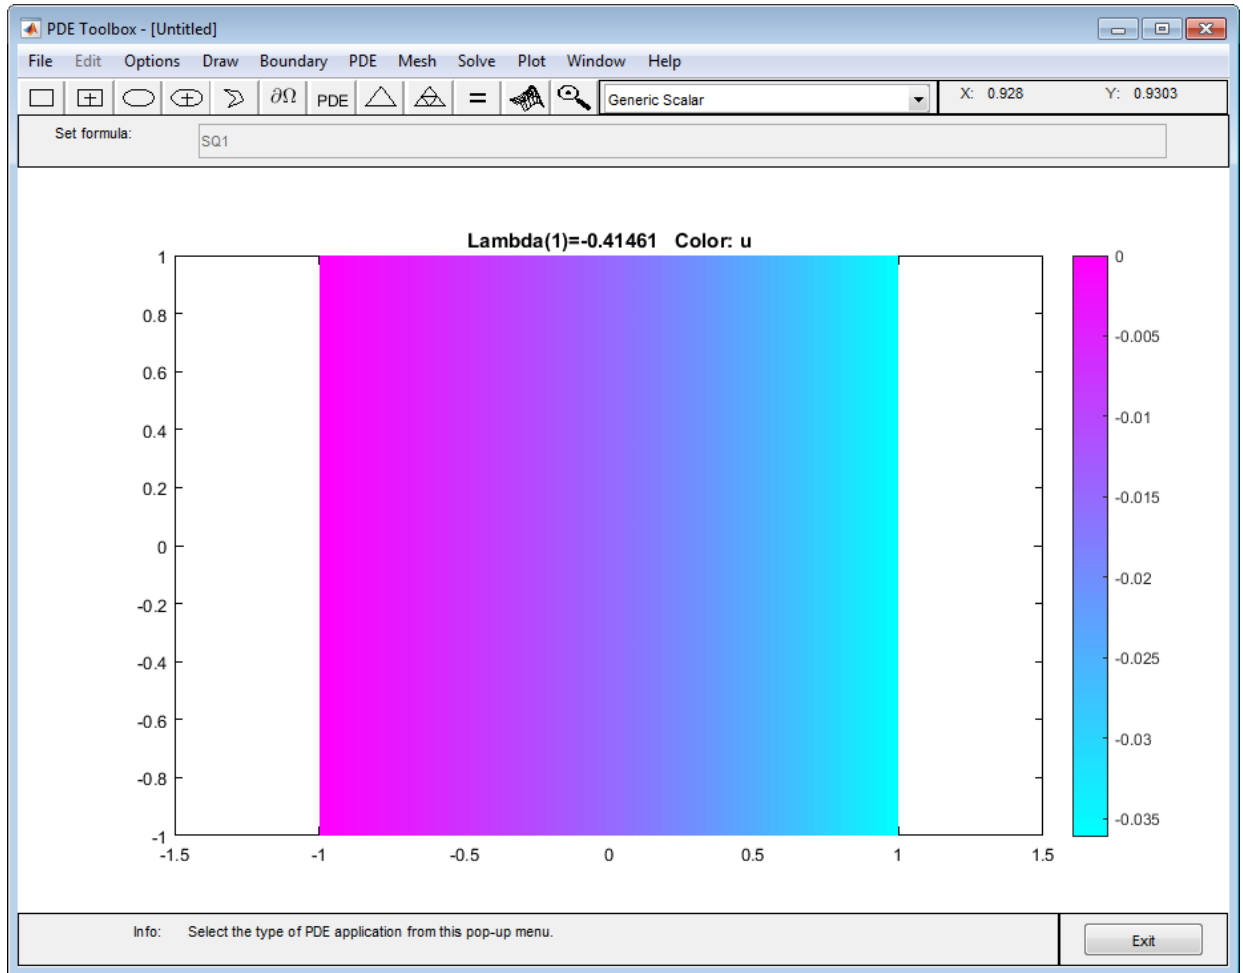 PDE Toolbox - [Untitled]
File Edit Options Draw Boundary PDE Mesh Solve Plot Window Help
∂Ω PDE = Generic Scalar X: 0.928 Y: 0.9303
Set formula: SQ1
Lambda(1)=-0.41461 Color: u
1
0.8
0.6
0.4
0.2
0
-0.2
-0.4
-0.6
-0.8
-1
-1.5 -1 -0.5 0 0.5 1 1.5
0
-0.005
-0.01
-0.015
-0.02
-0.025
-0.03
-0.035
Info: Select the type of PDE application from this pop-up menu.
Exit